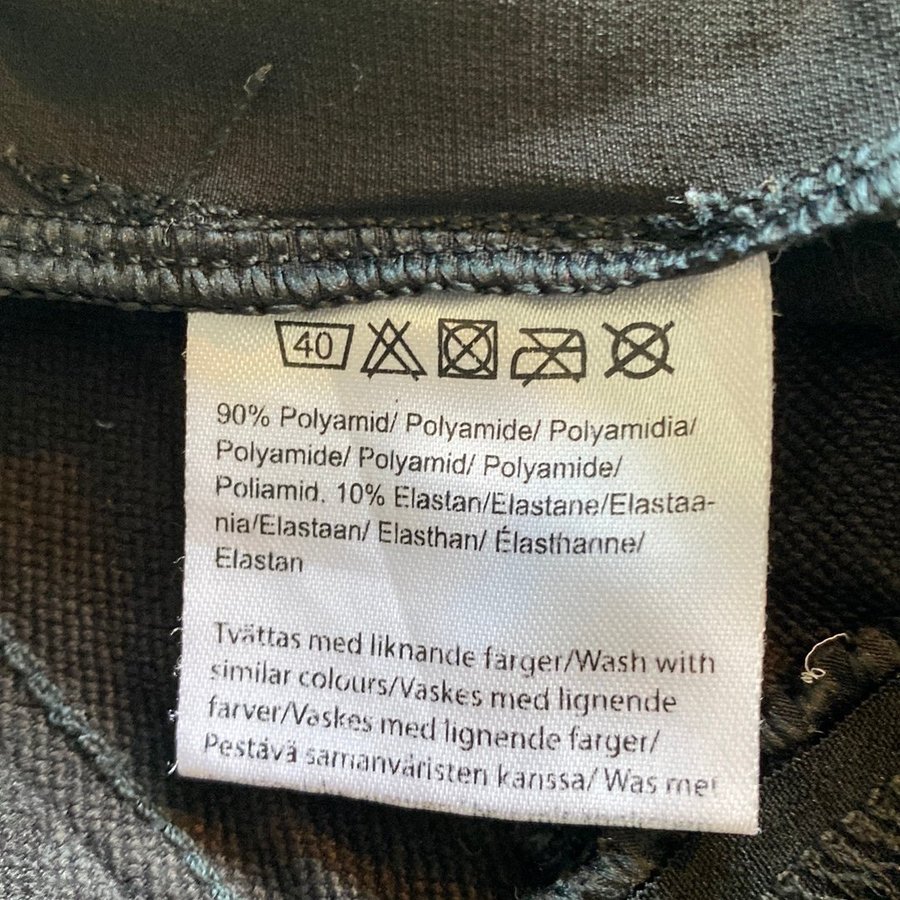 40
90% Polyamid/ Polyamide/ Polyamidia/
Polyamide/ Polyamid/ Polyamide/
Poliamid. 10% Elastan/Elastane/Elastaa-
nia/Elastaan/ Elasthan/ Élasthanne/
Elastan
Tvättas med liknande färger/Wash with
similar colours/Vaskes med lignende
farver/Vaskes med lignende farger/
Pestävä samanväristen kanssa/ Was met